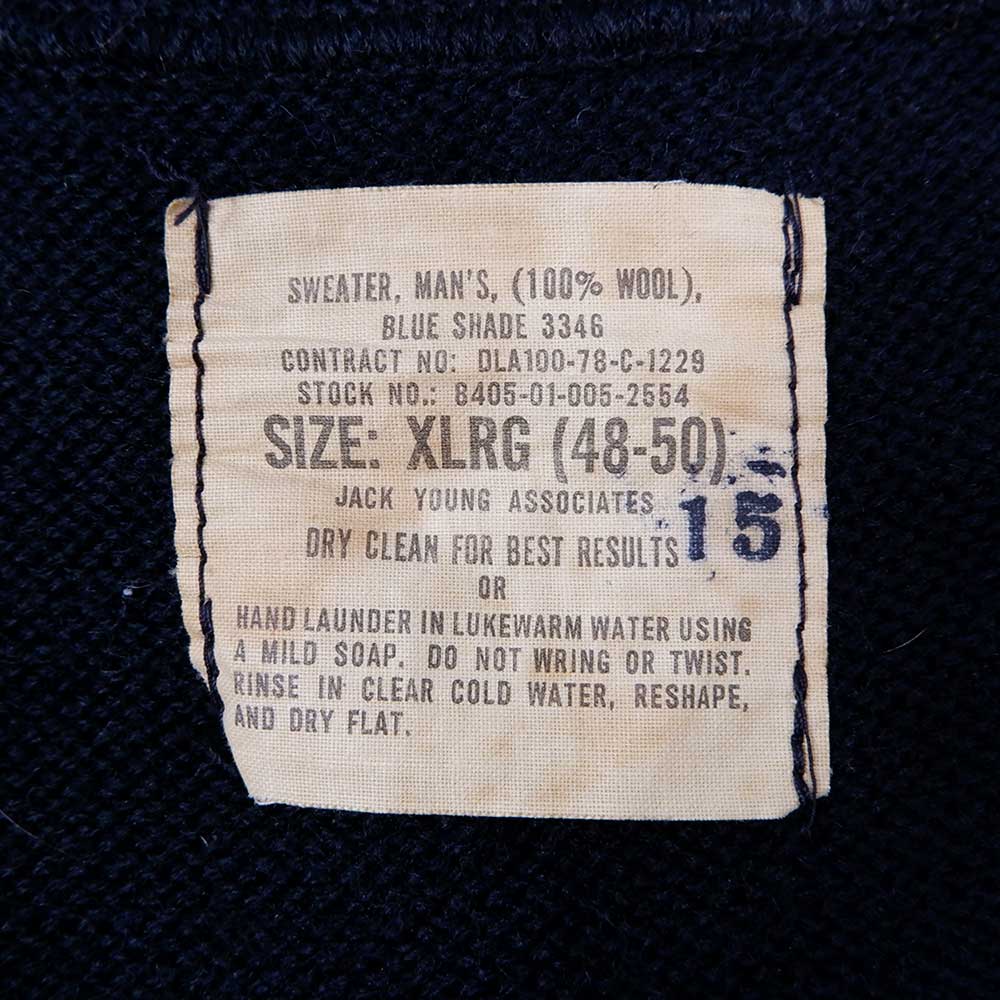 SWEATER, MAN'S, (100% WOOL),
BLUE SHADE 3346
CONTRACT NO: DLA100-78-C-1229
STOCK NO.: 8405-01-005-2554
SIZE: XLRG (48-50)
JACK YOUNG ASSOCIATES
15
DRY CLEAN FOR BEST RESULTS
OR
HAND LAUNDER IN LUKEWARM WATER USING
A MILD SOAP. DO NOT WRING OR TWIST.
RINSE IN CLEAR COLD WATER, RESHAPE,
AND DRY FLAT.